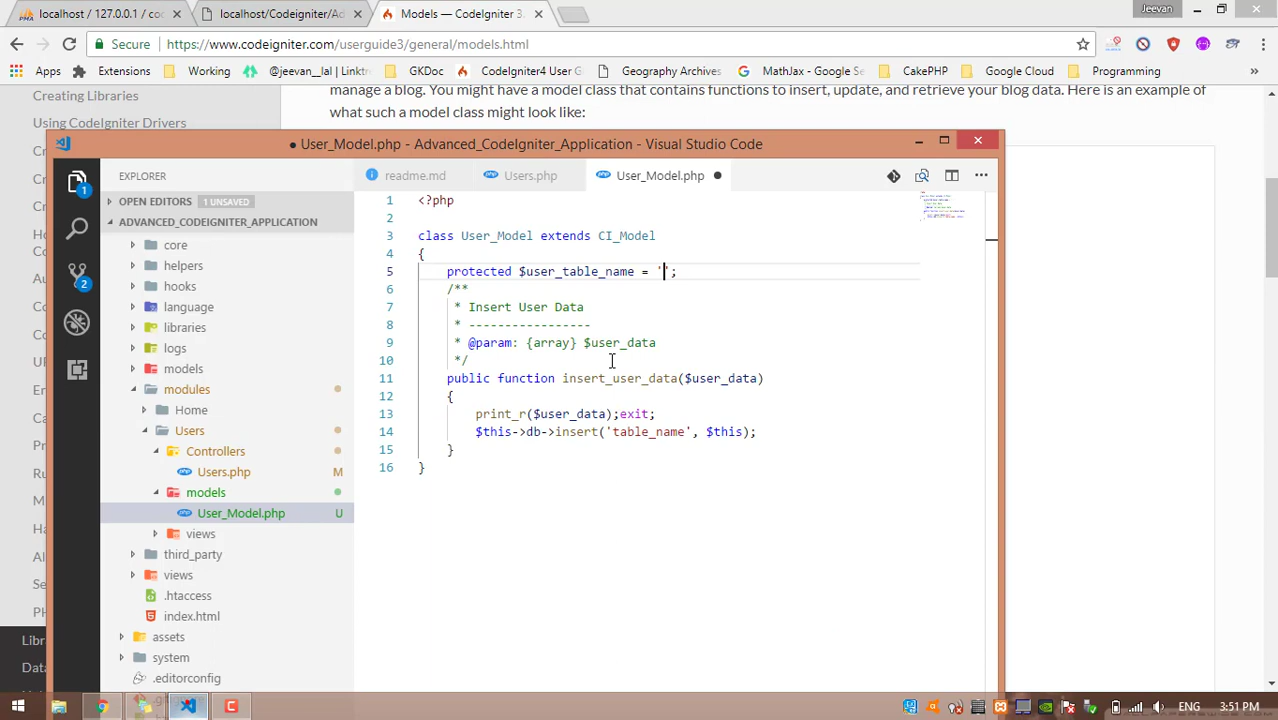 localhost / 127.0.0.1 / co
localhost/Codeigniter/Ad
Models — CodeIgniter 3.
Jeevan
Secure
https://www.codeigniter.com/userguide3/general/models.html
Apps
Extensions
Working
@jeevan_lal | Linktr
GKDoc
CodeIgniter4 User G
Geography Archives
MathJax - Google Se
CakePHP
Google Cloud
Programming
»
Creating Libraries
Using CodeIgniter Drivers
manage a blog. You might have a model class that contains functions to insert, update, and retrieve your blog data. Here is an example of
what such a model class might look like:
● User_Model.php - Advanced_CodeIgniter_Application - Visual Studio Code
EXPLORER
OPEN EDITORS 1 UNSAVED
ADVANCED_CODEIGNITER_APPLICATION
core
helpers
hooks
language
libraries
logs
models
modules
Home
Users
Controllers
Users.php M
models
User_Model.php U
views
third_party
views
.htaccess
index.html
assets
system
.editorconfig
1
2
readme.md
Users.php
User_Model.php
1 <?php
2
3 class User_Model extends CI_Model
4 {
5 protected $user_table_name = '';
6 /**
7 * Insert User Data
8 * -----------------
9 * @param: {array} $user_data
10 */
11 public function insert_user_data($user_data)
12 {
13 print_r($user_data);exit;
14 $this->db->insert('table_name', $this);
15 }
16 }
Libr
Data
ENG
3:51 PM